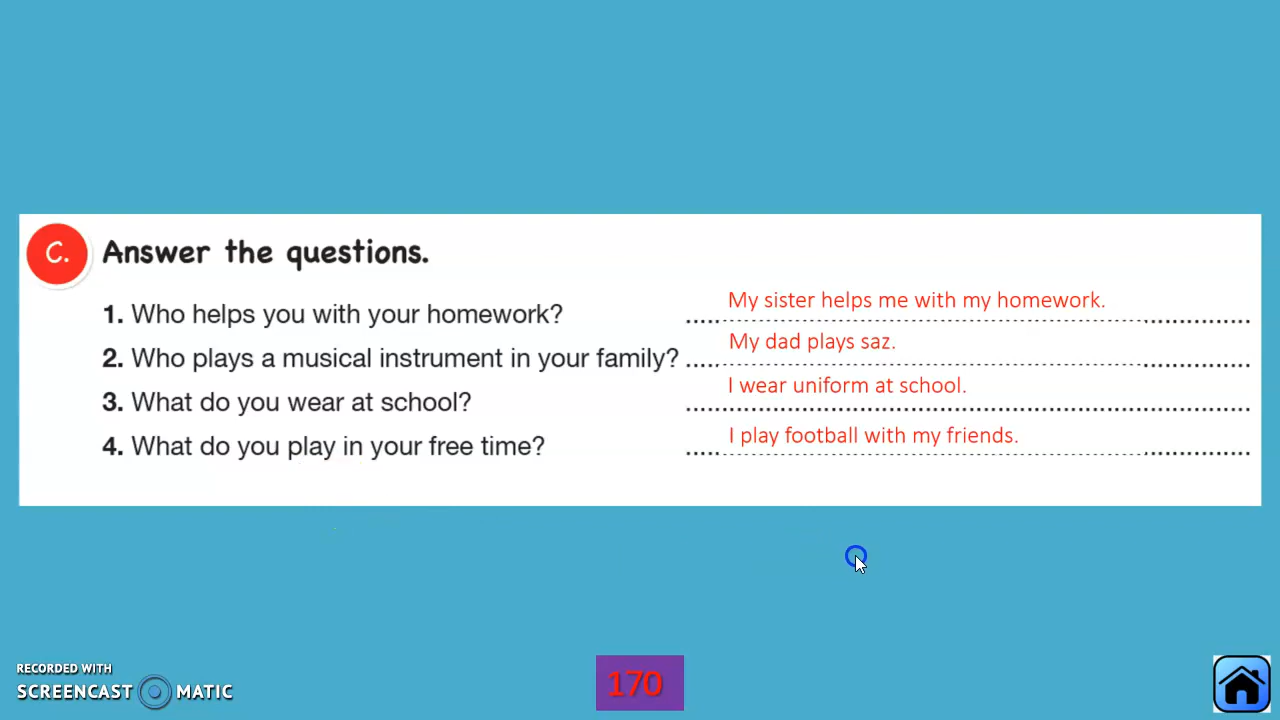 C. Answer the questions.
1. Who helps you with your homework? My sister helps me with my homework.
2. Who plays a musical instrument in your family? My dad plays saz.
3. What do you wear at school? I wear uniform at school.
4. What do you play in your free time? I play football with my friends.
RECORDED WITH
SCREENCAST MATIC
170